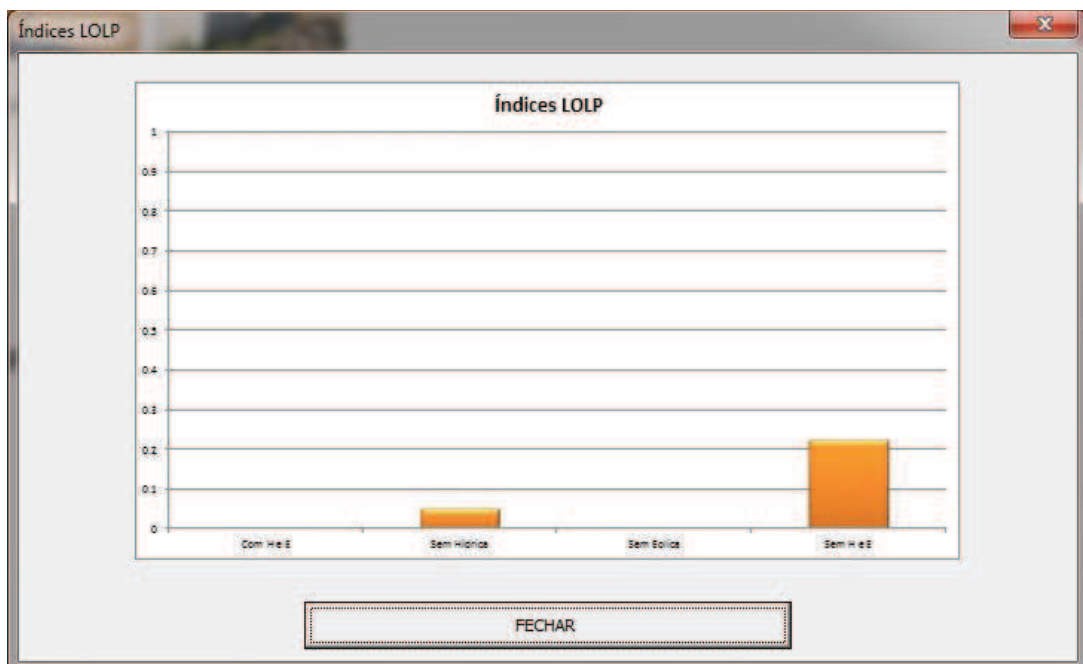 Índices LOLP
Índices LOLP
1
0.9
0.8
0.7
0.6
0.5
0.4
0.3
0.2
0.1
0
Com H e E
Sem Hídrica
Sem Eolica
Sem H e E
FECHAR